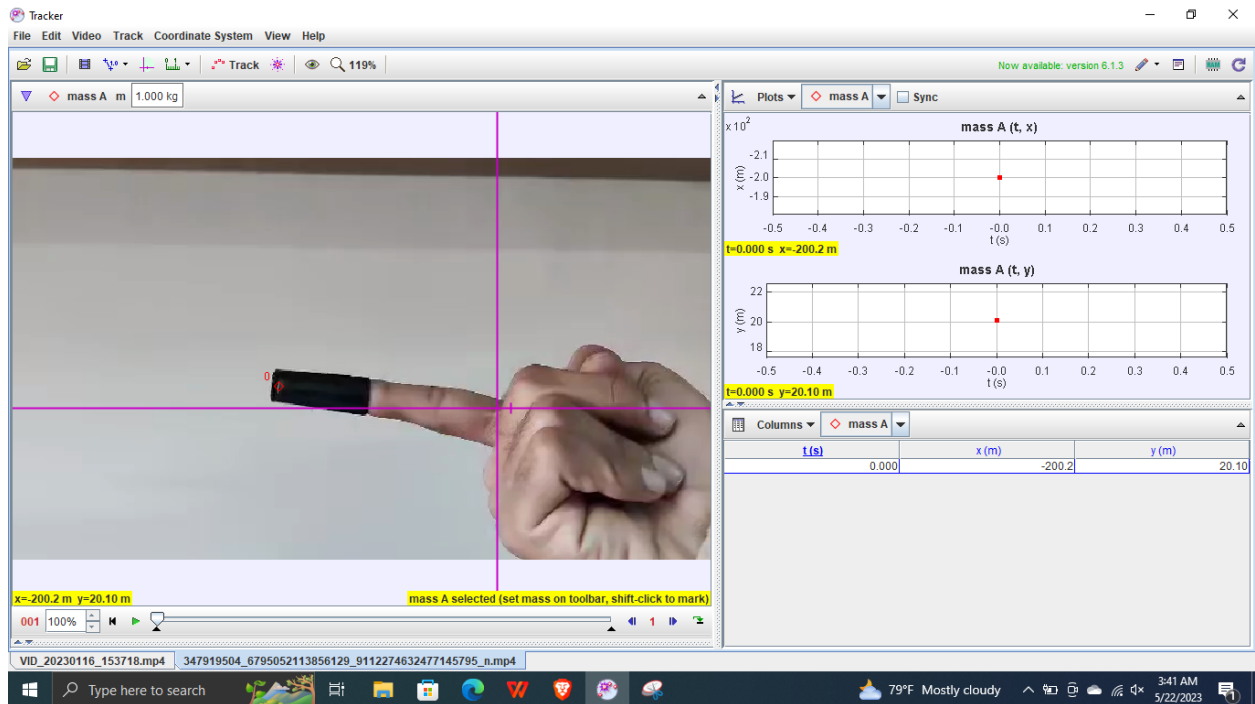 Tracker
File Edit Video Track Coordinate System View Help
Track 119% Now available: version 6.1.3
mass A m 1.000 kg
Plots mass A Sync
x 10^2
mass A (t, x)
-2.1
-2.0
-1.9
x (m)
-0.5 -0.4 -0.3 -0.2 -0.1 -0.0 0.1 0.2 0.3 0.4 0.5
t (s)
t=0.000 s x=-200.2 m
mass A (t, y)
22
20
18
y (m)
-0.5 -0.4 -0.3 -0.2 -0.1 -0.0 0.1 0.2 0.3 0.4 0.5
t (s)
t=0.000 s y=20.10 m
0
Columns mass A
t (s) x (m) y (m)
0.000 -200.2 20.10
x=-200.2 m y=20.10 m mass A selected (set mass on toolbar, shift-click to mark)
001 100% 1
VID_20230116_153718.mp4 347919504_6795052113856129_9112274632477145795_n.mp4
Type here to search 79°F Mostly cloudy 3:41 AM
5/22/2023
1